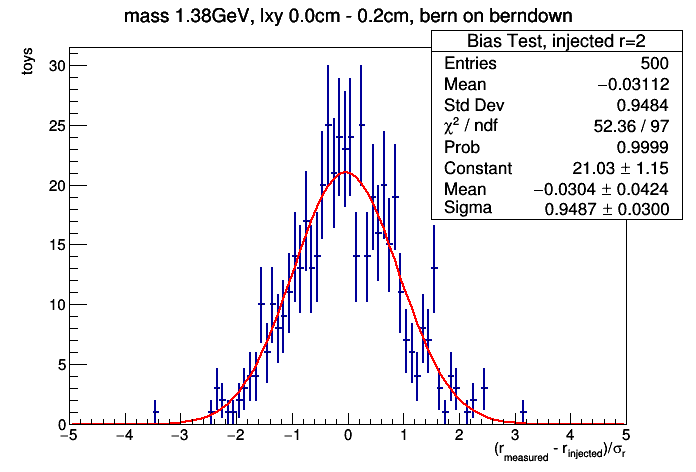 mass 1.38GeV, lxy 0.0cm - 0.2cm, bern on berndown
Bias Test, injected r=2
Entries 500
Mean −0.03112
Std Dev 0.9484
χ² / ndf 52.36 / 97
Prob 0.9999
Constant 21.03 ± 1.15
Mean −0.0304 ± 0.0424
Sigma 0.9487 ± 0.0300
toys
30
25
20
15
10
5
0
−5 −4 −3 −2 −1 0 1 2 3 4 5
(r_measured - r_injected)/σ_r